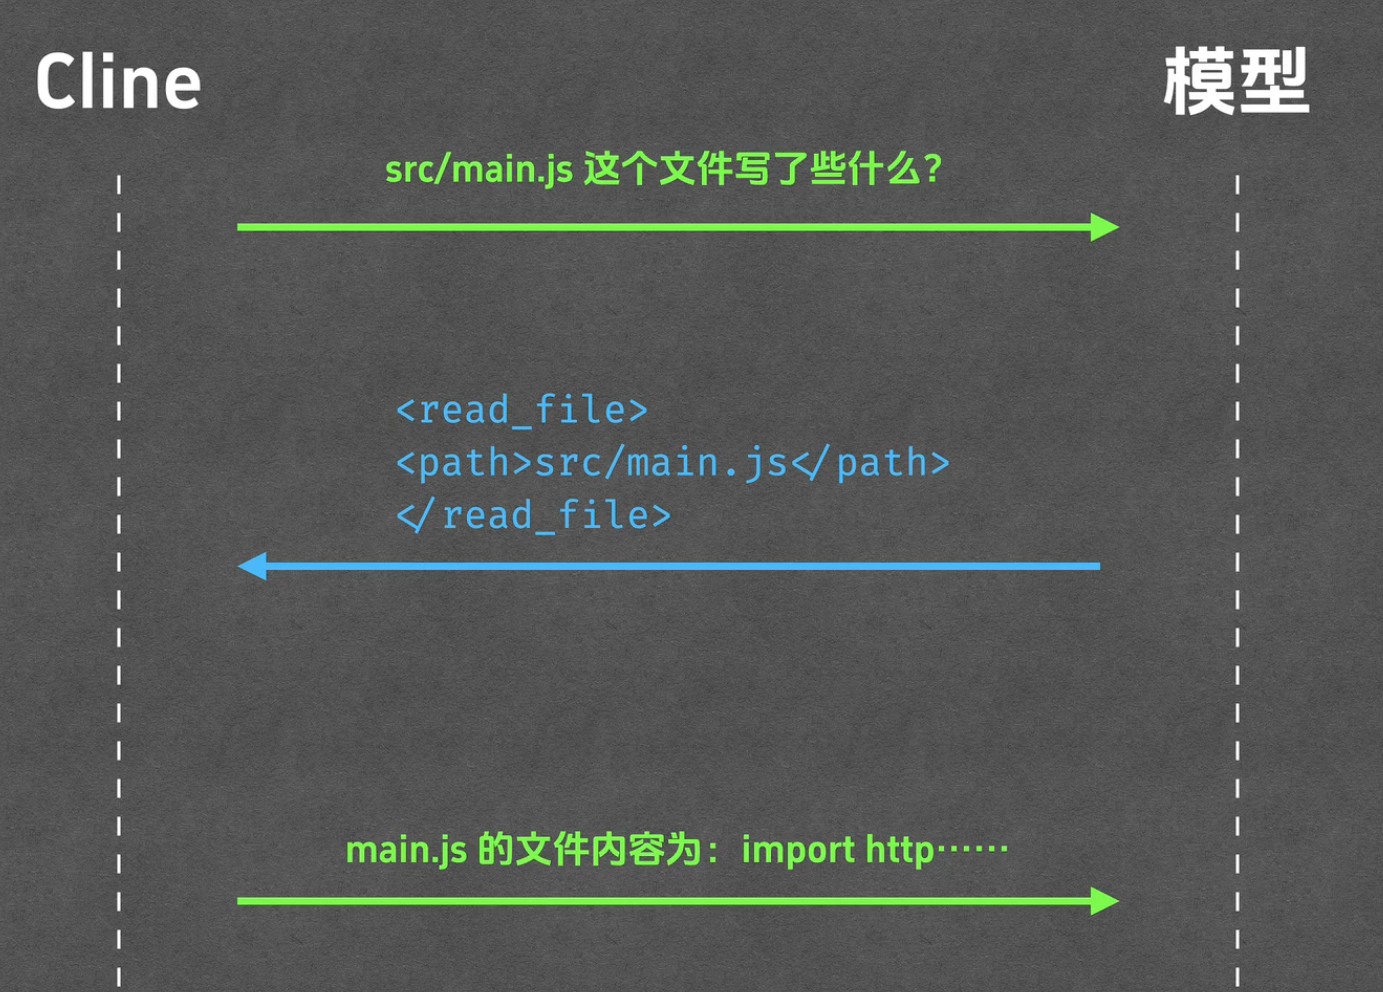 Cline
模型
src/main.js 这个文件写了些什么？
<read_file>
<path>src/main.js</path>
</read_file>
main.js 的文件内容为：import http……